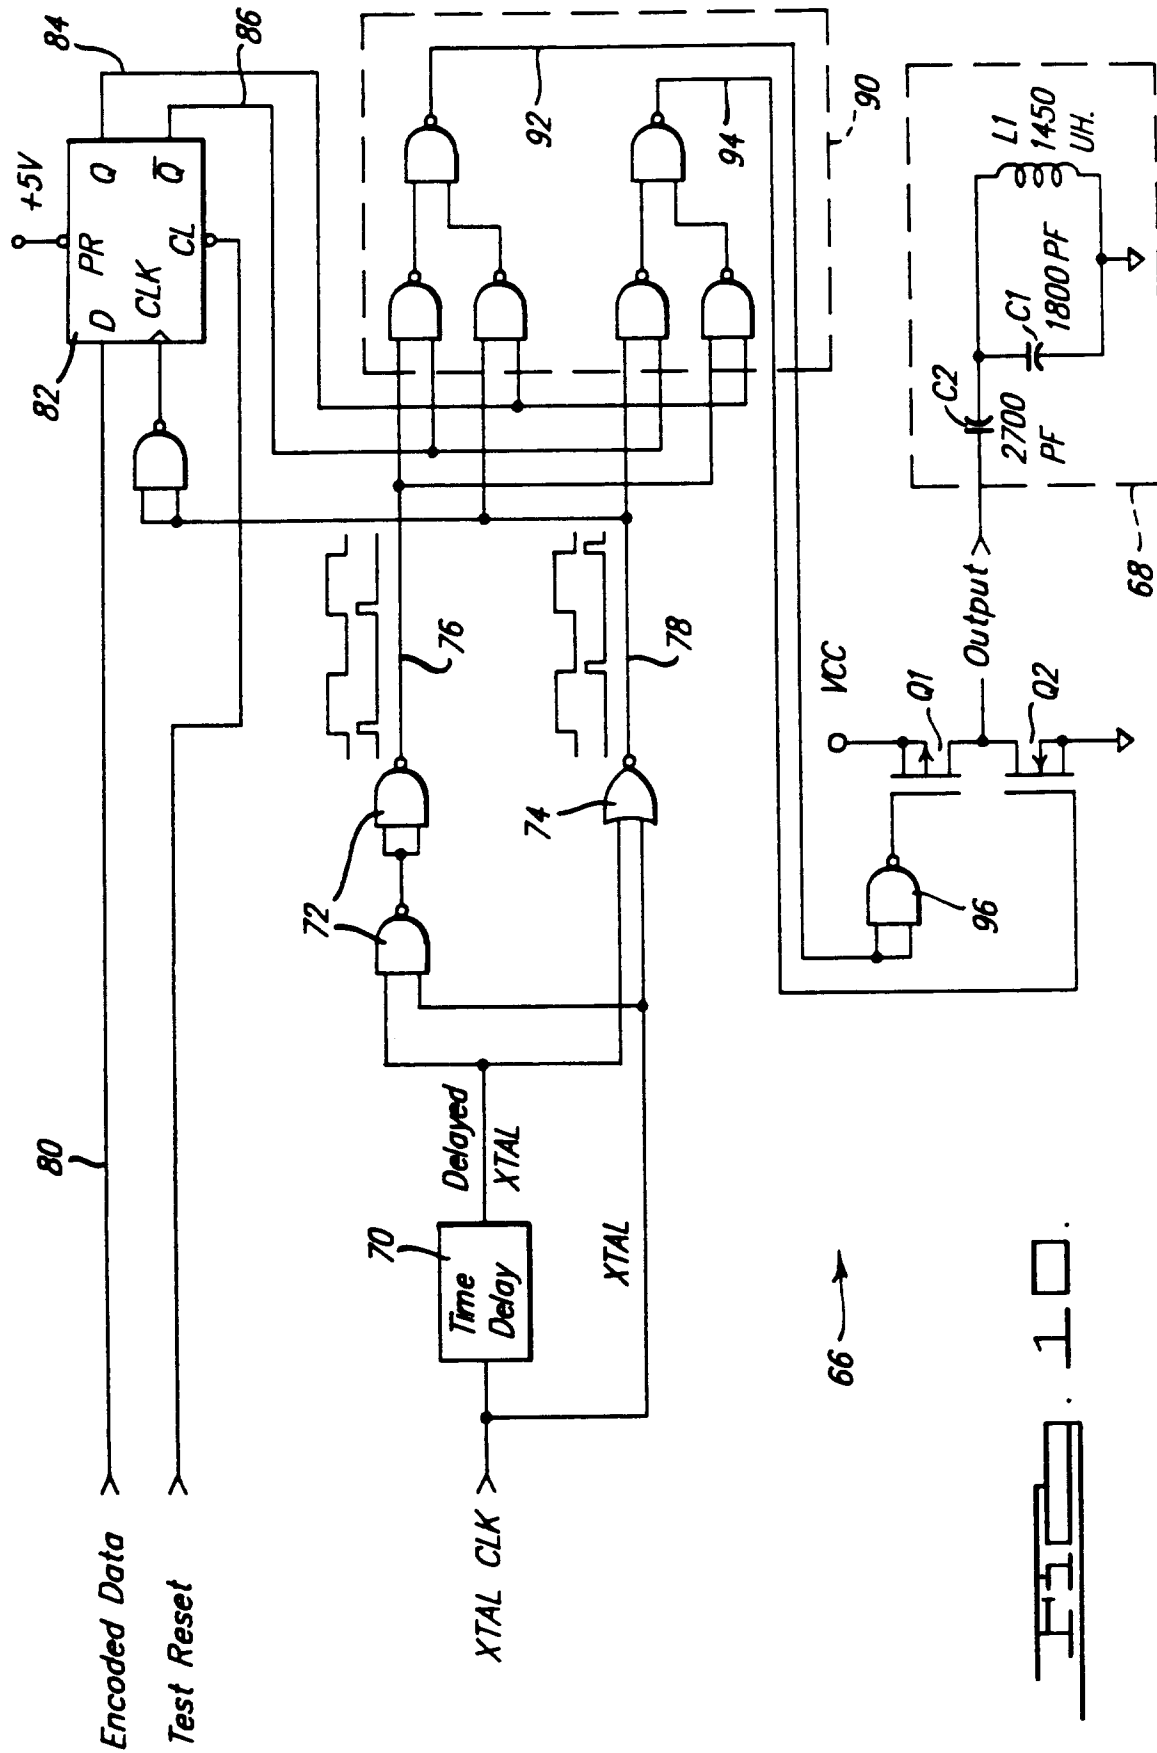 Encoded Data
Test Reset
80
82
+5V
84
86
PR
D
Q
CLK
Q̅
CL
XTAL CLK
70
Time
Delay
Delayed
XTAL
XTAL
72
76
74
78
92
94
90
66
96
VCC
Q1
Q2
Output
68
C2
2700
PF
C1
1800 PF
L1
1450
UH.
Fig. 10.